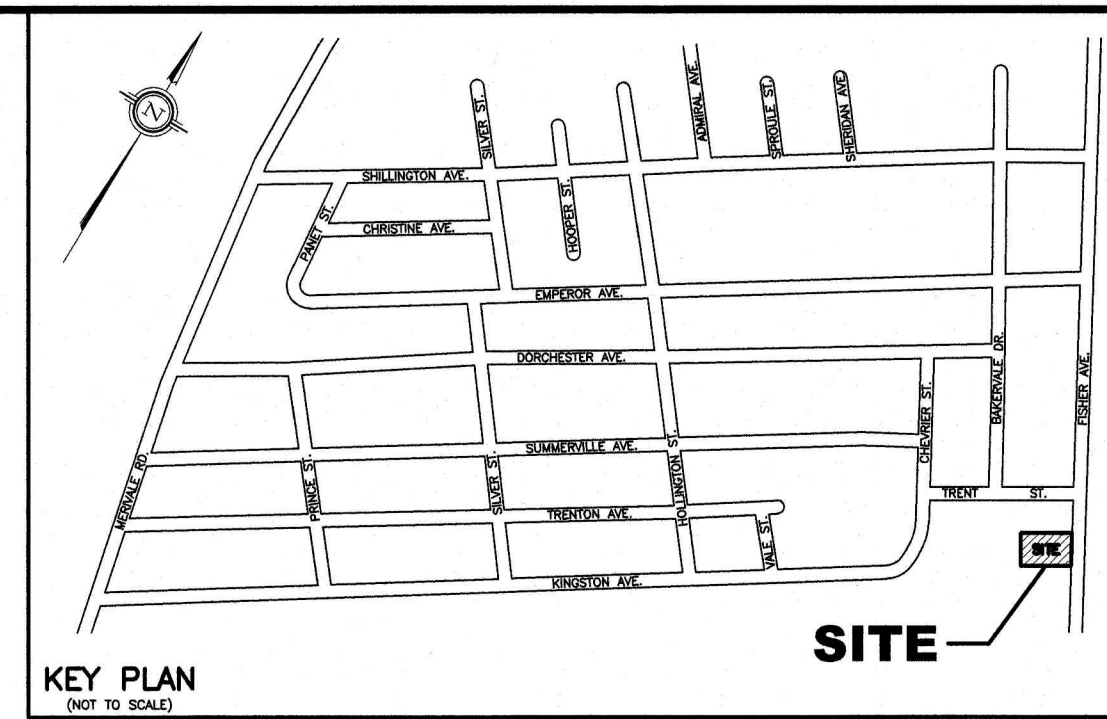 N
SILVER ST.
ADMIRAL AVE.
SPROULE ST.
SHERIDAN AVE.
SHILLINGTON AVE.
PANET ST.
CHRISTINE AVE.
HOOPER ST.
EMPEROR AVE.
DORCHESTER AVE.
BAKERVALE DR.
FISHER AVE.
CHEVRIER ST.
MERIVALE RD.
PRINCE ST.
SILVER ST.
SUMMERVILLE AVE.
HOLLINGTON ST.
TRENT ST.
TRENTON AVE.
VALE ST.
SITE
KINGSTON AVE.
SITE
KEY PLAN
(NOT TO SCALE)